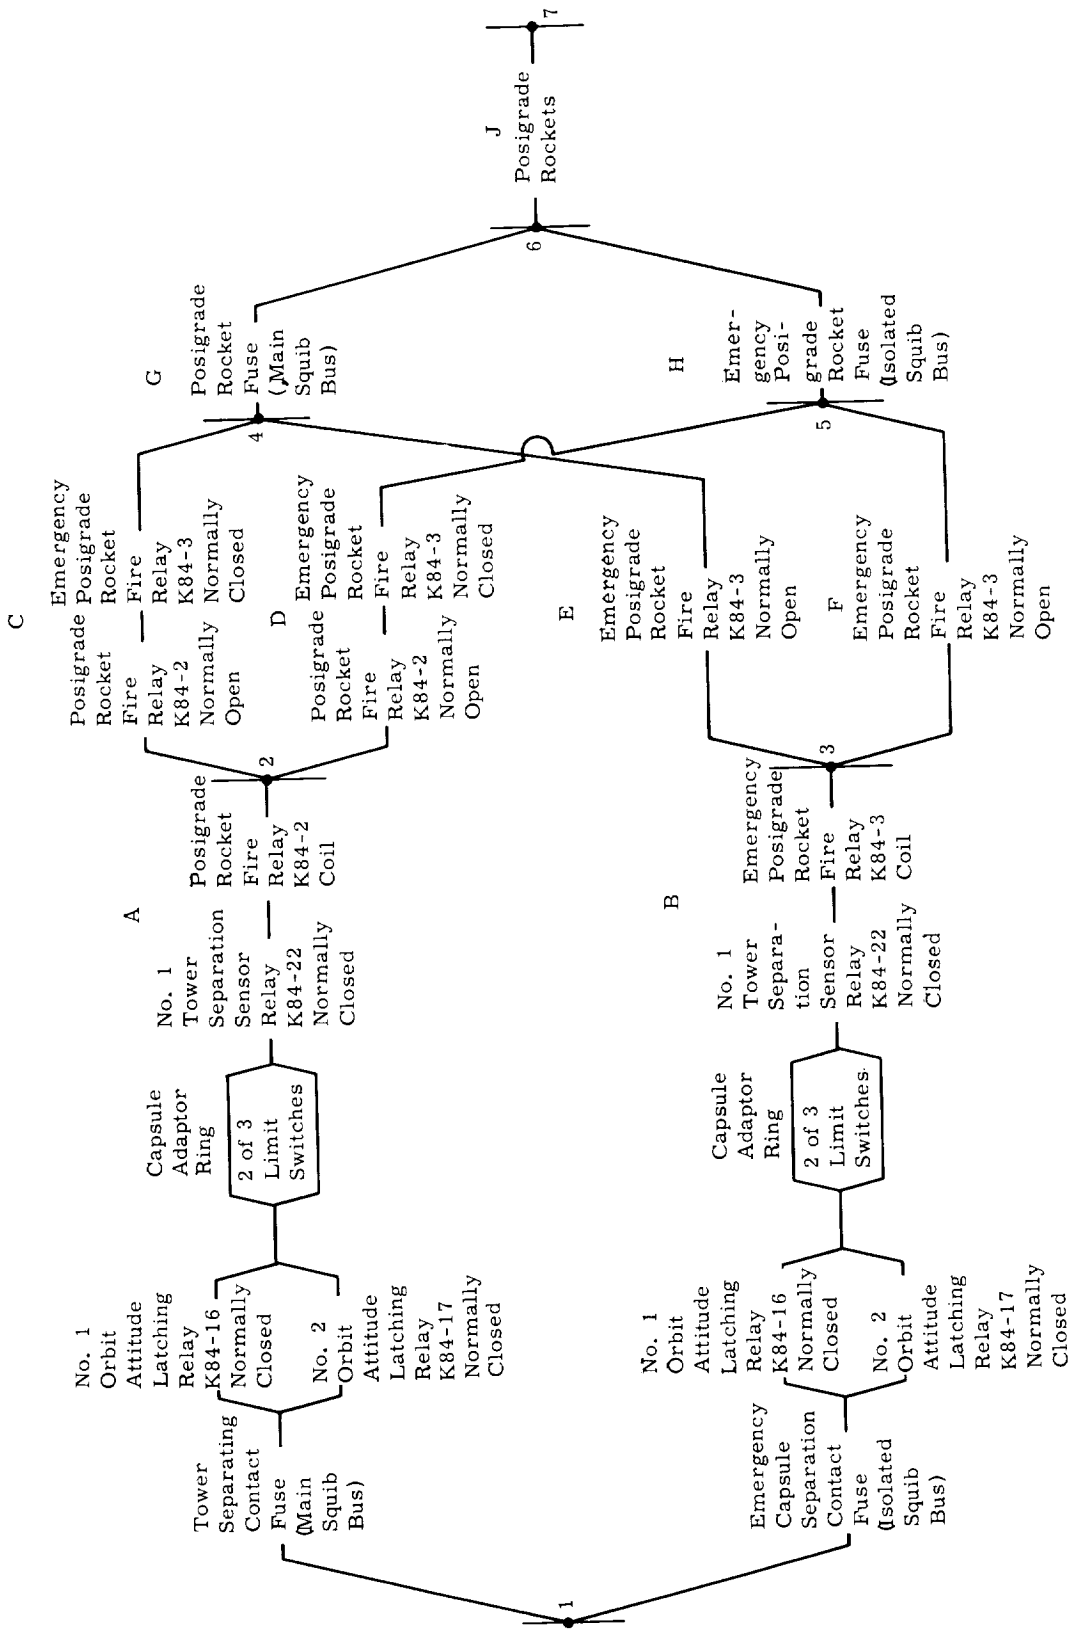 1
Tower
Separating
Contact
Fuse
(Main
Squib
Bus)
No. 1
Orbit
Attitude
Latching
Relay
K84-16
Normally
Closed
No. 2
Orbit
Attitude
Latching
Relay
K84-17
Normally
Closed
Capsule
Adaptor
Ring
2 of 3
Limit
Switches
A
No. 1
Tower
Separation
Sensor
Relay
K84-22
Normally
Closed
Posigrade
Rocket
Fire
Relay
K84-2
Coil
2
C
Posigrade
Rocket
Fire
Relay
K84-2
Normally
Open
Emergency
Posigrade
Rocket
Fire
Relay
K84-3
Normally
Closed
D
Posigrade
Rocket
Fire
Relay
K84-2
Normally
Open
Emergency
Posigrade
Rocket
Fire
Relay
K84-3
Normally
Closed
4
G
Posigrade
Rocket
Fuse
(Main
Squib
Bus)
Emergency
Capsule
Separation
Contact
Fuse
(Isolated
Squib
Bus)
No. 1
Orbit
Attitude
Latching
Relay
K84-16
Normally
Closed
No. 2
Orbit
Attitude
Latching
Relay
K84-17
Normally
Closed
Capsule
Adaptor
Ring
2 of 3
Limit
Switches
B
No. 1
Tower
Separa-
tion
Sensor
Relay
K84-22
Normally
Closed
Emergency
Posigrade
Rocket
Fire
Relay
K84-3
Coil
3
E
Emergency
Posigrade
Rocket
Fire
Relay
K84-3
Normally
Open
F
Emergency
Posigrade
Rocket
Fire
Relay
K84-3
Normally
Open
5
H
Emer-
gency
Posi-
grade
Rocket
Fuse
(Isolated
Squib
Bus)
6
J
Posigrade
Rockets
7